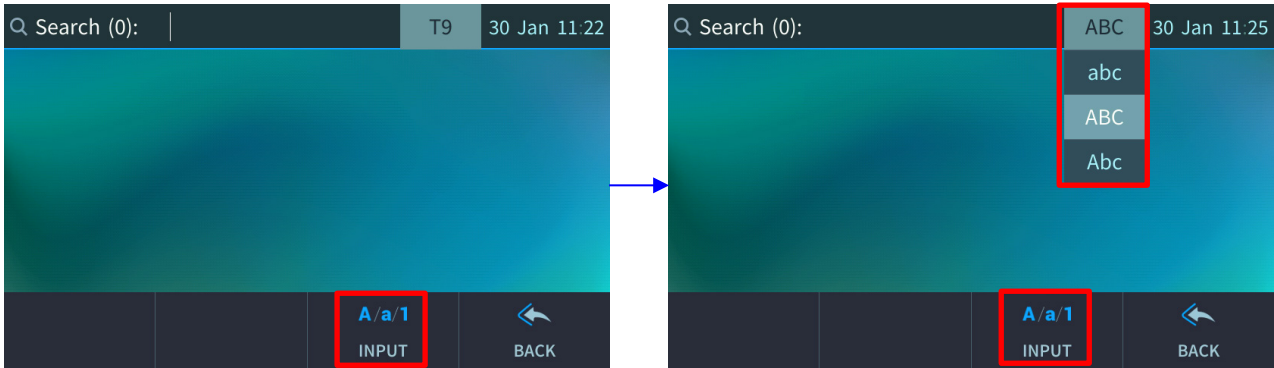 Search (0):
T9
30 Jan 11:22
A/a/1
INPUT
BACK
Search (0):
ABC
30 Jan 11:25
abc
ABC
Abc
A/a/1
INPUT
BACK